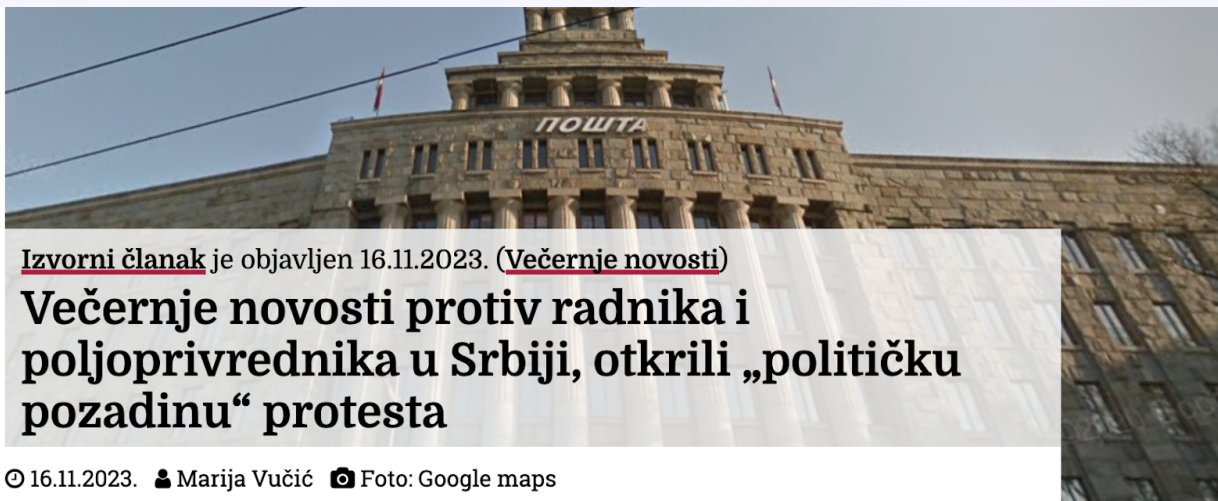 ПОШТА
Izvorni članak je objavljen 16.11.2023. (Večernje novosti)
Večernje novosti protiv radnika i
poljoprivrednika u Srbiji, otkrili „političku
pozadinu“ protesta
16.11.2023. Marija Vučić Foto: Google maps